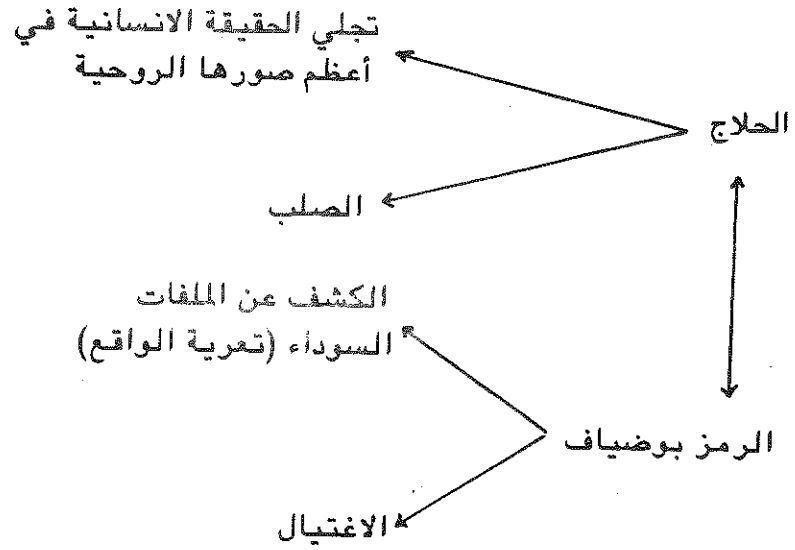 تجلي الحقيقة الانسانية في
أعظم صورها الروحية
الحلاج
الصلب
الكشف عن الملفات
السوداء (تعرية الواقع)
الرمز بوضياف
الاغتيال